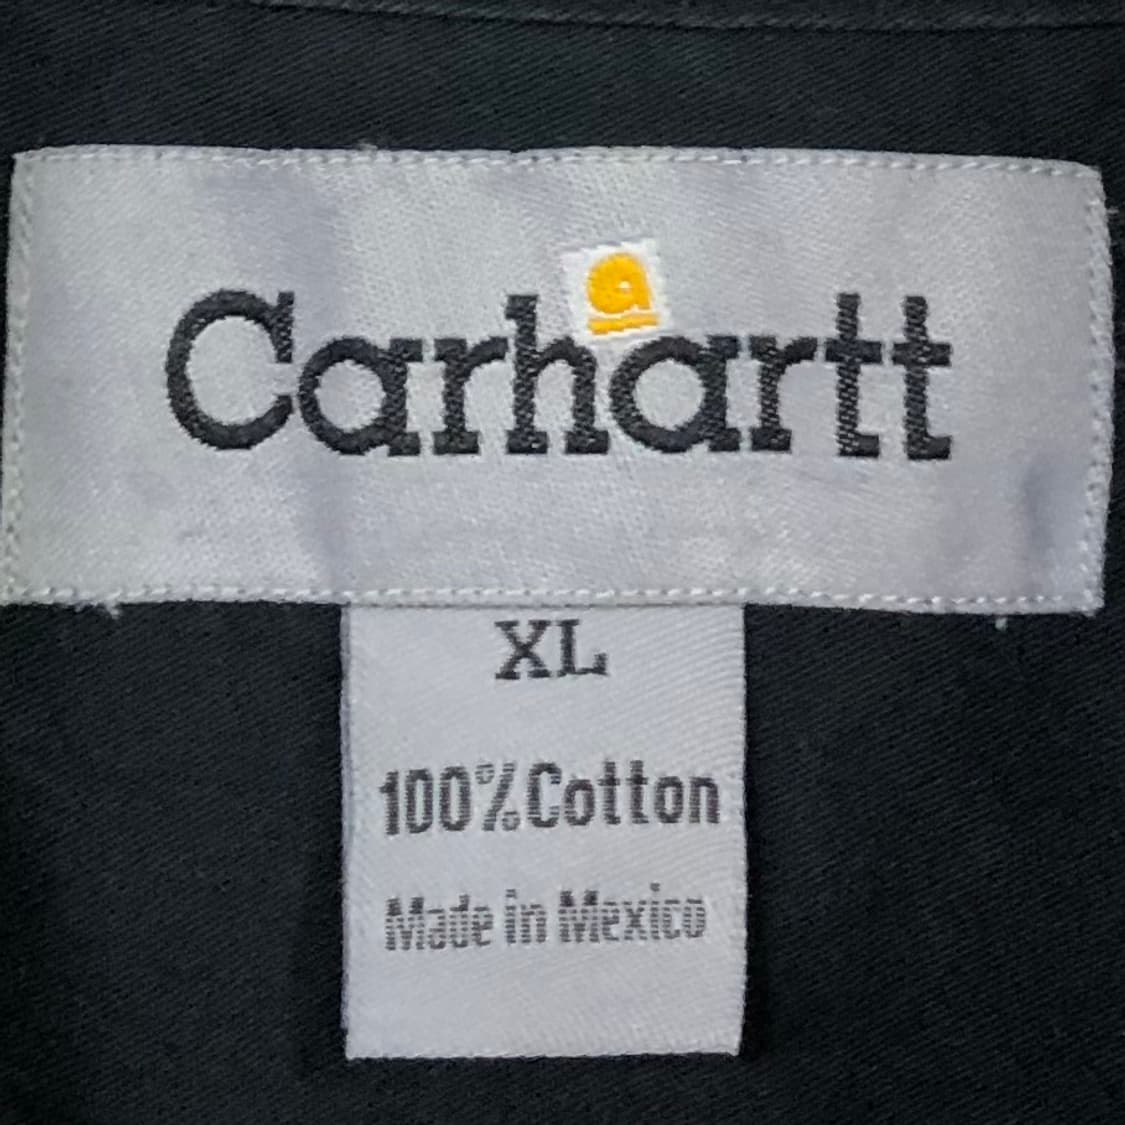 Carhartt
XL
100% Cotton
Made in Mexico